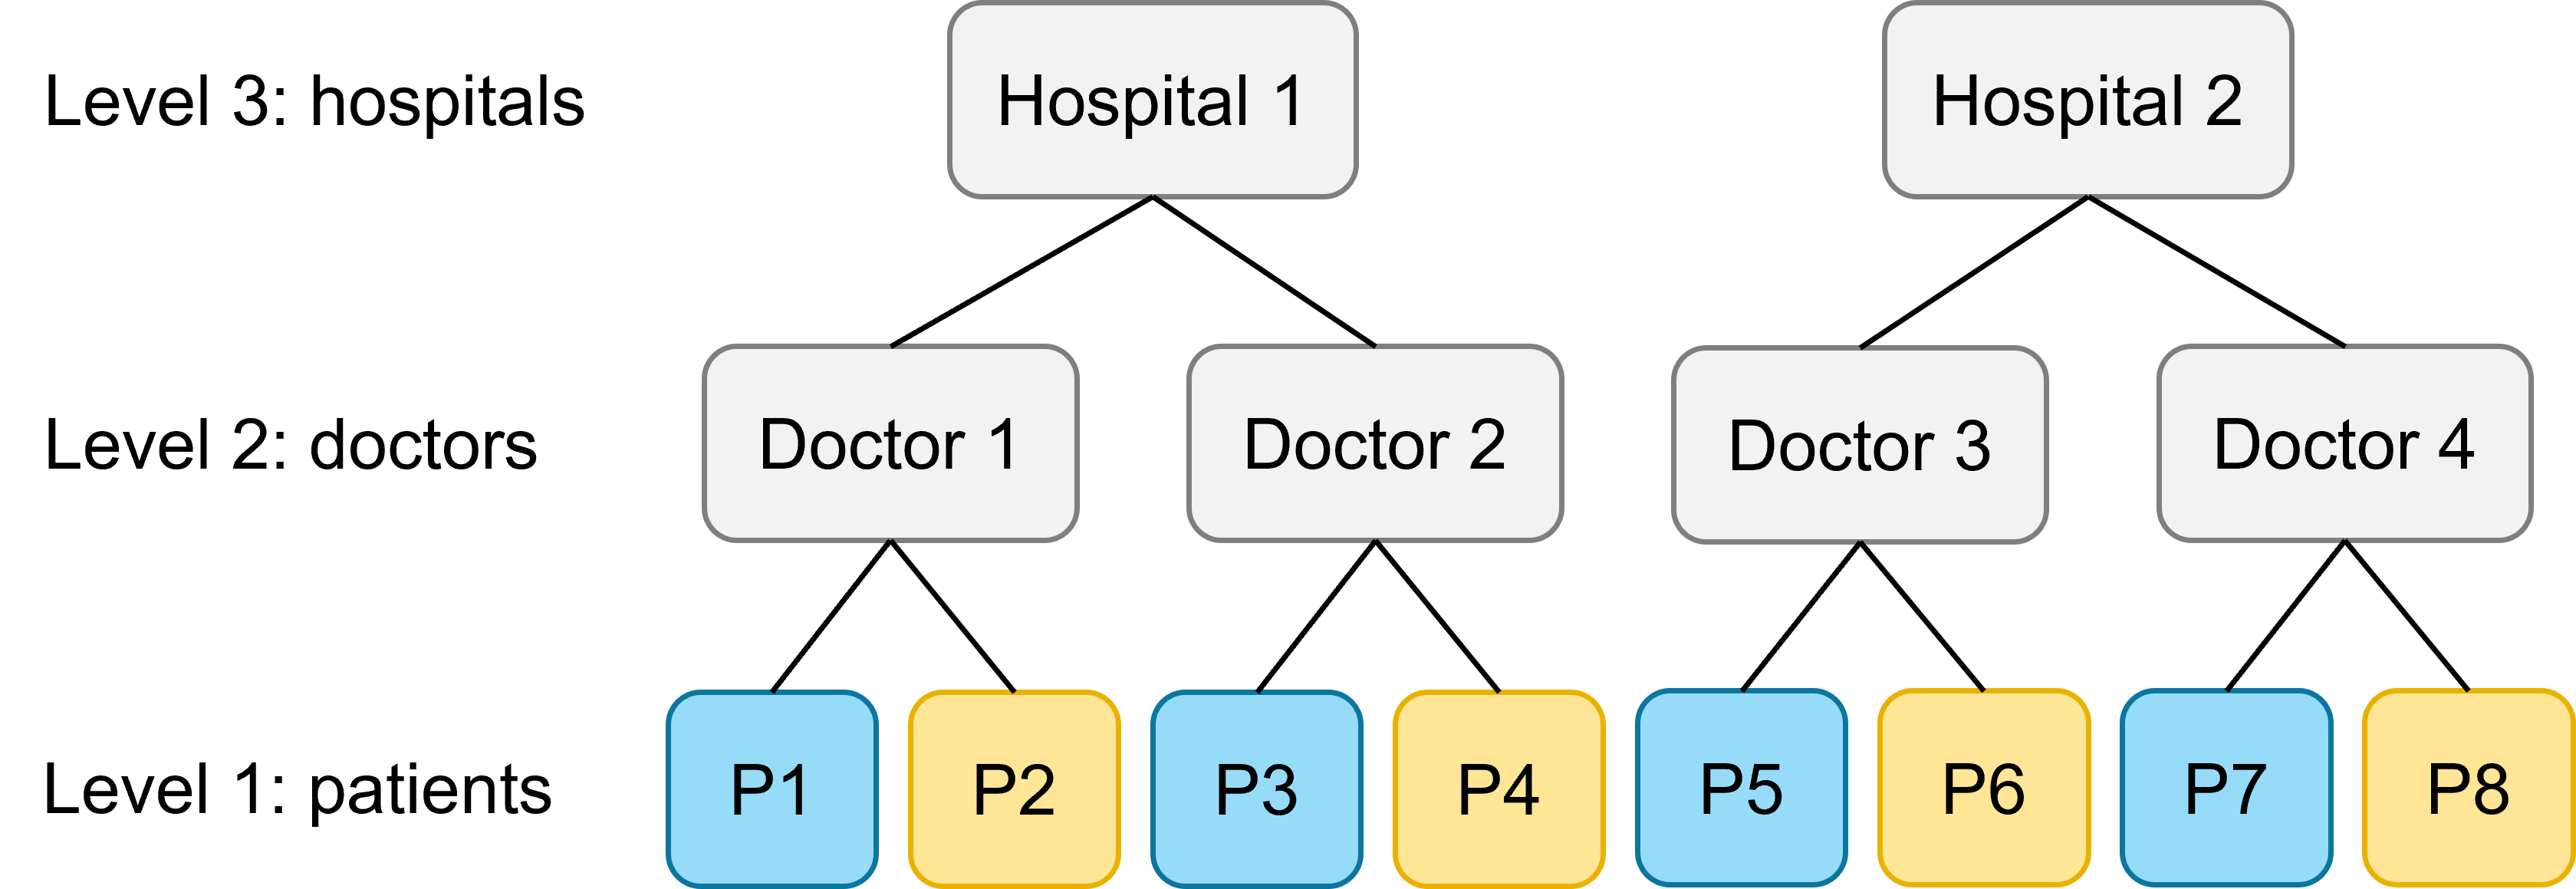 Level 3: hospitals
Hospital 1
Hospital 2
Level 2: doctors
Doctor 1
Doctor 2
Doctor 3
Doctor 4
Level 1: patients
P1
P2
P3
P4
P5
P6
P7
P8